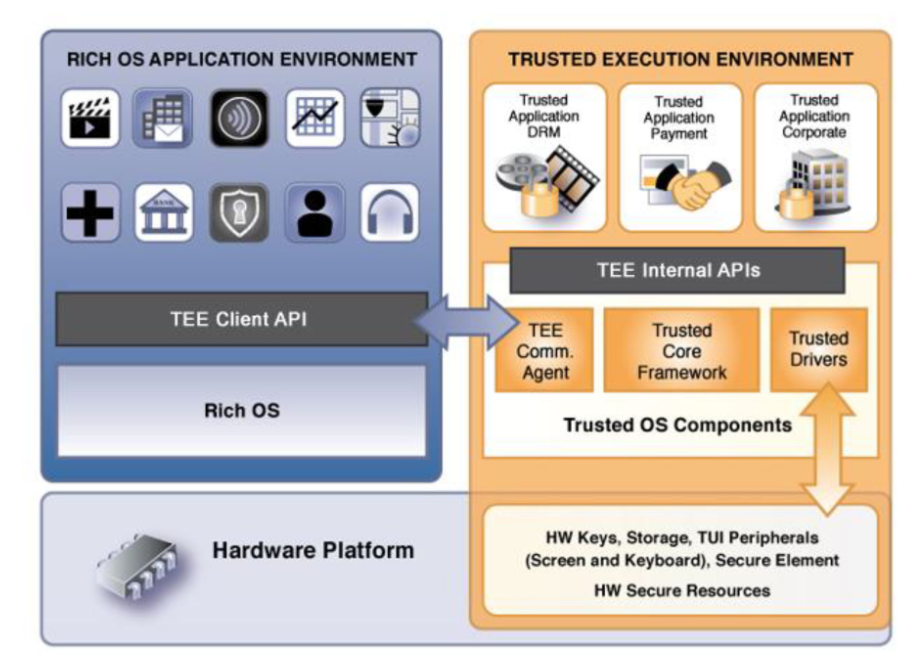 RICH OS APPLICATION ENVIRONMENT
BANK
TEE Client API
Rich OS
TRUSTED EXECUTION ENVIRONMENT
Trusted
Application
DRM
Trusted
Application
Payment
Trusted
Application
Corporate
TEE Internal APIs
TEE
Comm.
Agent
Trusted
Core
Framework
Trusted
Drivers
Trusted OS Components
Hardware Platform
HW Keys, Storage, TUI Peripherals
(Screen and Keyboard), Secure Element
HW Secure Resources